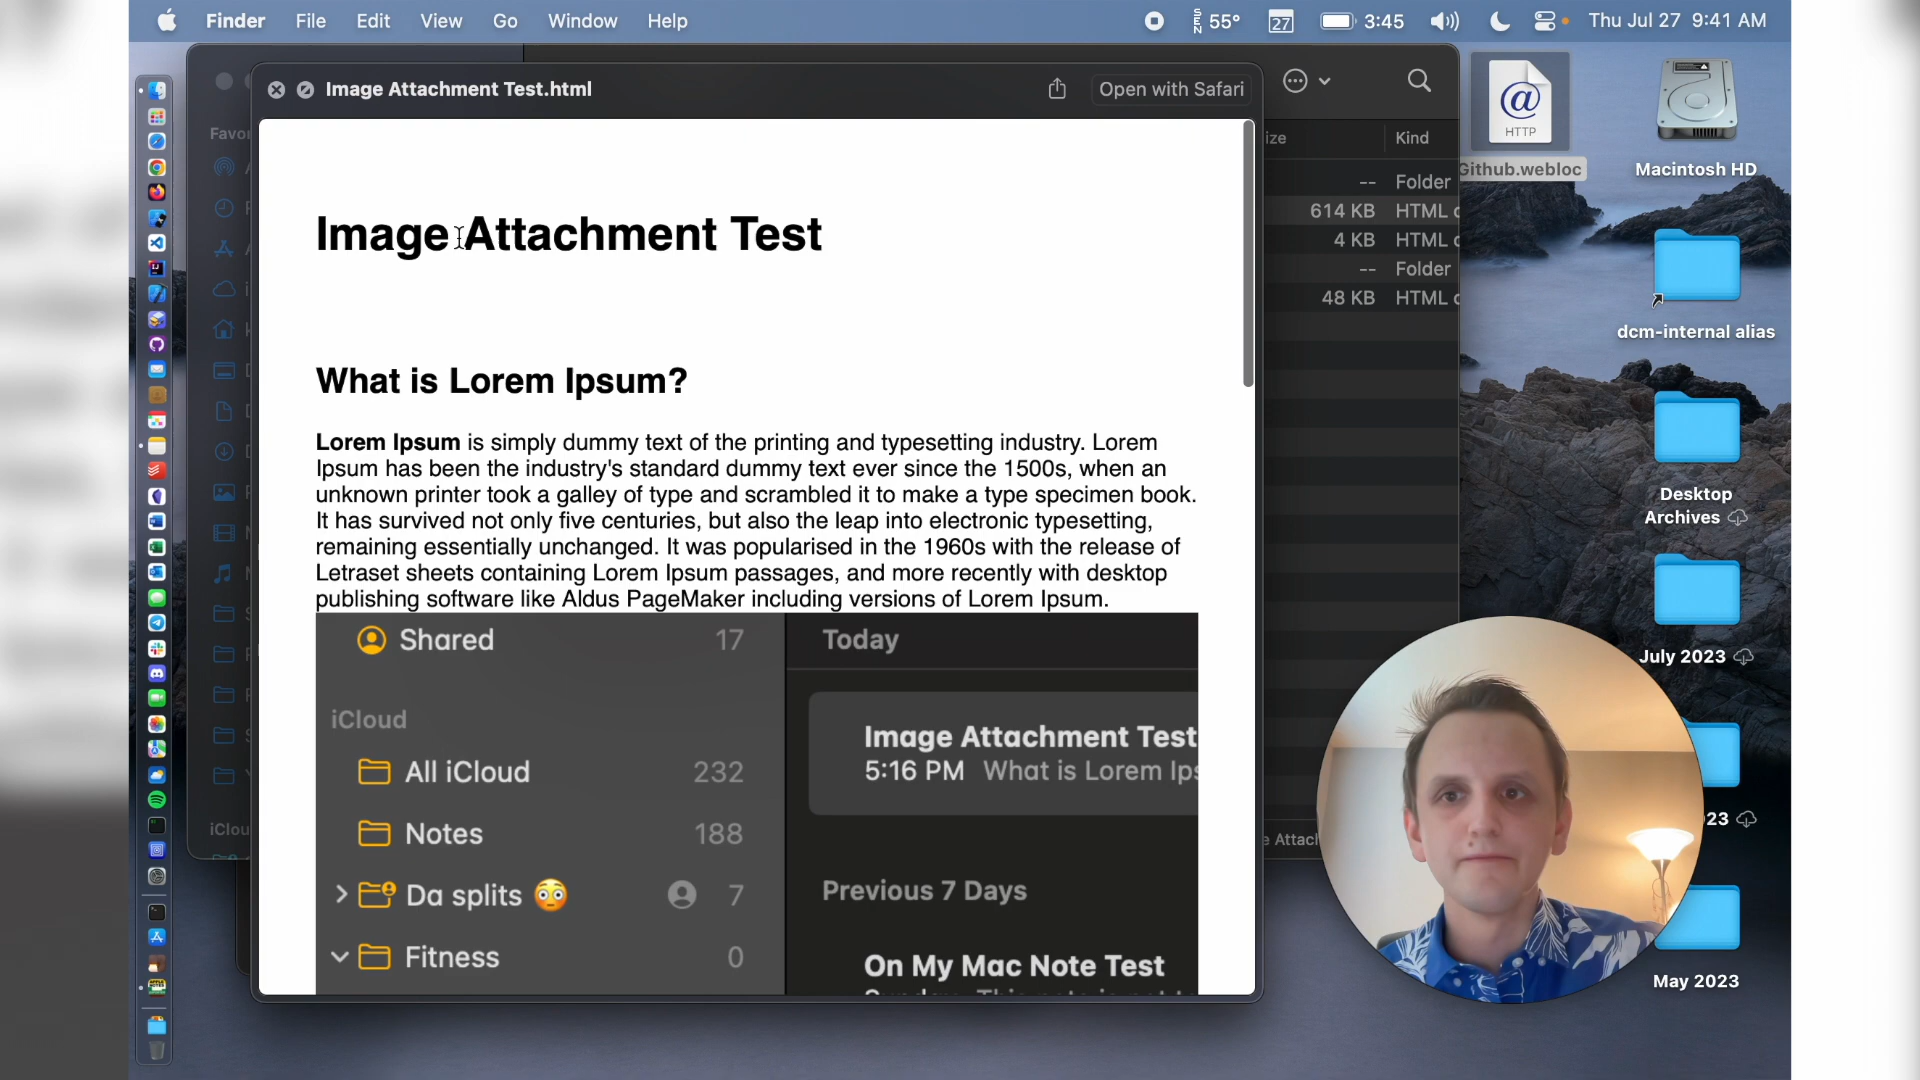 Finder File Edit View Go Window Help
SEN 55° 27 3:45 Thu Jul 27 9:41 AM
Image Attachment Test.html
Open with Safari
Kind
HTTP
Github.webloc
Macintosh HD
-- Folder
614 KB HTML
4 KB HTML
-- Folder
48 KB HTML
dcm-internal alias
Desktop
Archives
July 2023
23
May 2023
Image Attachment Test
What is Lorem Ipsum?
Lorem Ipsum is simply dummy text of the printing and typesetting industry. Lorem
Ipsum has been the industry's standard dummy text ever since the 1500s, when an
unknown printer took a galley of type and scrambled it to make a type specimen book.
It has survived not only five centuries, but also the leap into electronic typesetting,
remaining essentially unchanged. It was popularised in the 1960s with the release of
Letraset sheets containing Lorem Ipsum passages, and more recently with desktop
publishing software like Aldus PageMaker including versions of Lorem Ipsum.
Shared 17
iCloud
All iCloud 232
Notes 188
Da splits 😳 7
Fitness 0
Today
Image Attachment Test
5:16 PM What is Lorem Ips
Previous 7 Days
On My Mac Note Test